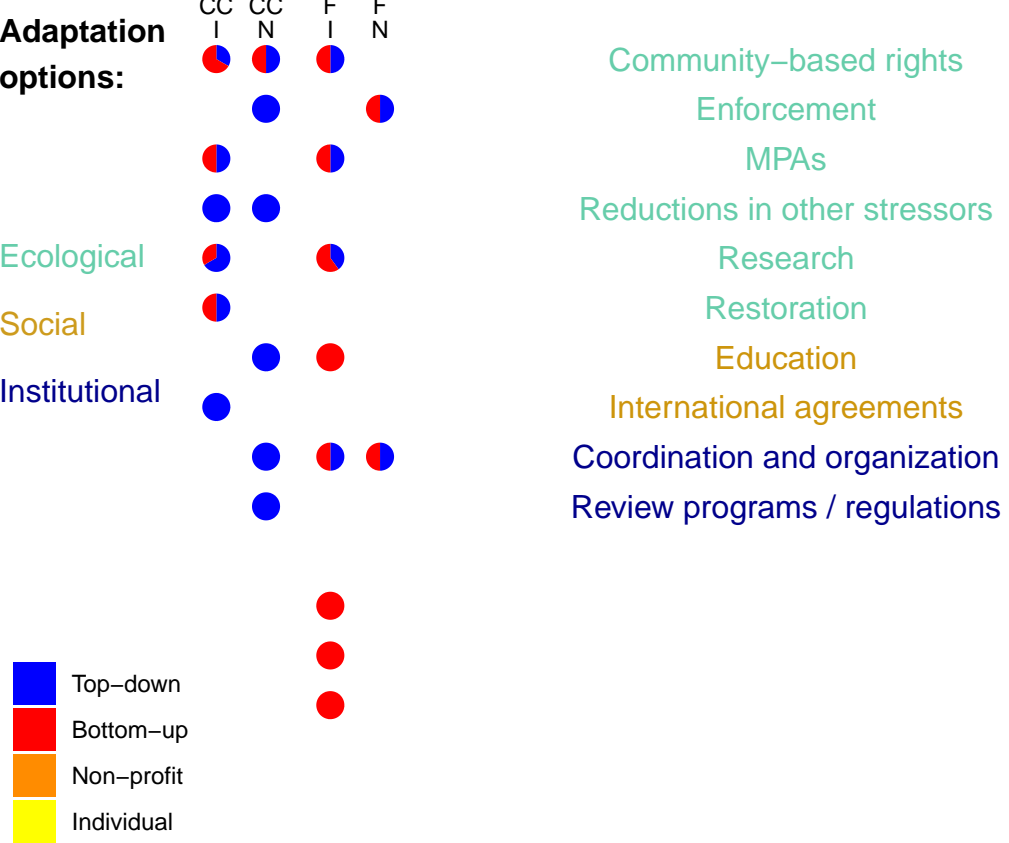 CC CC F F
I N I N
Adaptation
options:
Community−based rights
Enforcement
MPAs
Reductions in other stressors
Ecological
Research
Restoration
Social
Education
Institutional
International agreements
Coordination and organization
Review programs / regulations
Top−down
Bottom−up
Non−profit
Individual